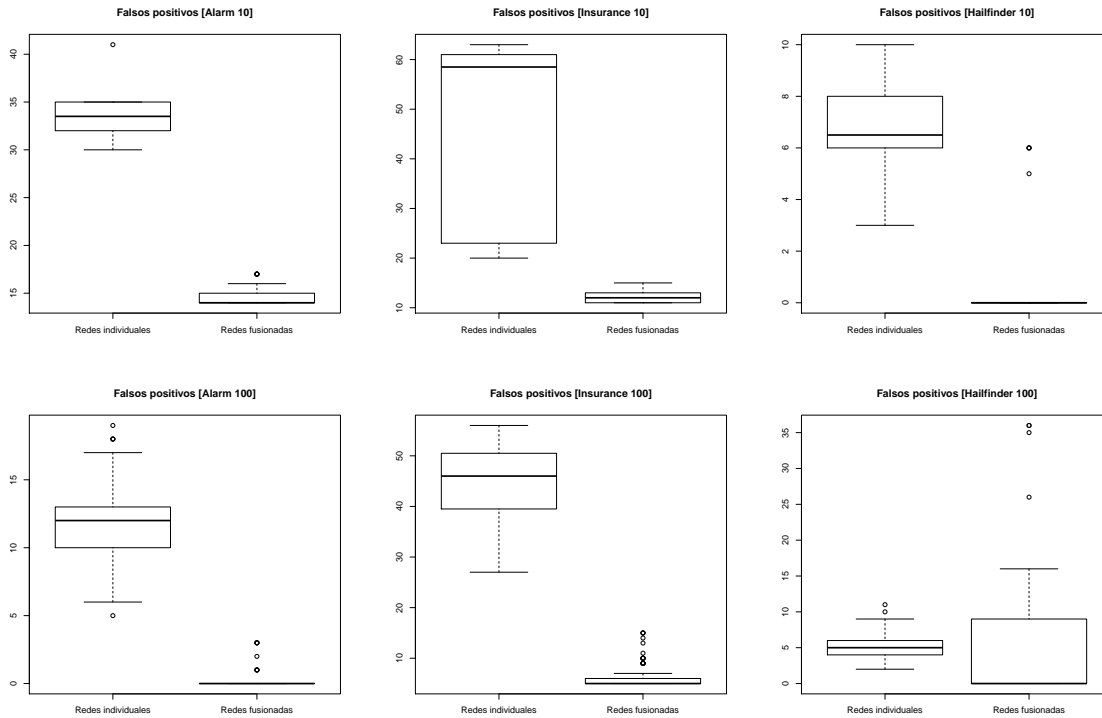 Falsos positivos [Alarm 10]
40
35
30
25
20
15
Redes individuales
Redes fusionadas
Falsos positivos [Insurance 10]
60
50
40
30
20
10
Redes individuales
Redes fusionadas
Falsos positivos [Hailfinder 10]
10
8
6
4
2
0
Redes individuales
Redes fusionadas
Falsos positivos [Alarm 100]
15
10
5
0
Redes individuales
Redes fusionadas
Falsos positivos [Insurance 100]
50
40
30
20
10
Redes individuales
Redes fusionadas
Falsos positivos [Hailfinder 100]
35
30
25
20
15
10
5
0
Redes individuales
Redes fusionadas